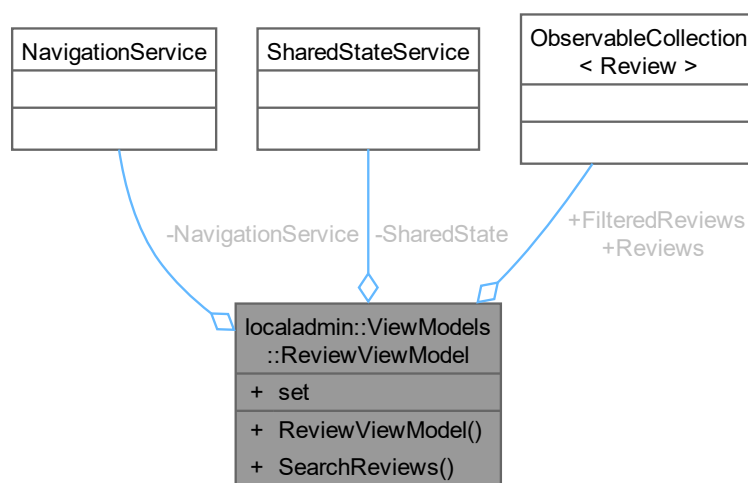 NavigationService
SharedStateService
ObservableCollection
< Review >
-NavigationService
-SharedState
+FilteredReviews
+Reviews
localadmin::ViewModels
::ReviewViewModel
+ set
+ ReviewViewModel()
+ SearchReviews()